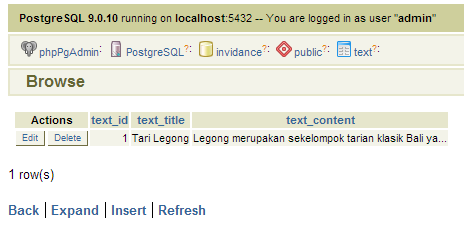 PostgreSQL 9.0.10 running on localhost:5432 -- You are logged in as user "admin"
phpPgAdmin: PostgreSQL?: invidance?: public?: text?:
Browse
Actions text_id text_title text_content
Edit Delete 1 Tari Legong Legong merupakan sekelompok tarian klasik Bali ya...
1 row(s)
Back | Expand | Insert | Refresh